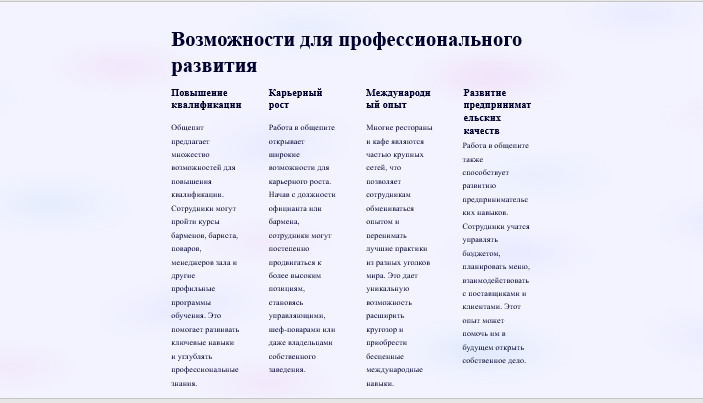 Возможности для профессионального
развития
Повышение
квалификации
Общепит
предлагает
множество
возможностей для
повышения
квалификации.
Сотрудники могут
пройти курсы
барменов, бариста,
поваров,
менеджеров зала и
другие
профильные
программы
обучения. Это
помогает развивать
ключевые навыки
и углублять
профессиональные
знания.
Карьерный
рост
Работа в общепите
открывает
широкие
возможности для
карьерного роста.
Начав с должности
официанта или
бармена,
сотрудники могут
постепенно
продвигаться к
более высоким
позициям,
становясь
управляющими,
шеф-поварами или
даже владельцами
собственного
заведения.
Международн
ый опыт
Многие рестораны
и кафе являются
частью крупных
сетей, что
позволяет
сотрудникам
обмениваться
опытом и
перенимать
лучшие практики
из разных уголков
мира. Это дает
уникальную
возможность
расширить
кругозор и
приобрести
бесценные
международные
навыки.
Развитие
предпринимат
ельских
качеств
Работа в общепите
также
способствует
развитию
предпринимательс
ких навыков.
Сотрудники учатся
управлять
бюджетом,
планировать меню,
взаимодействовать
с поставщиками и
клиентами. Этот
опыт может
помочь им в
будущем открыть
собственное дело.